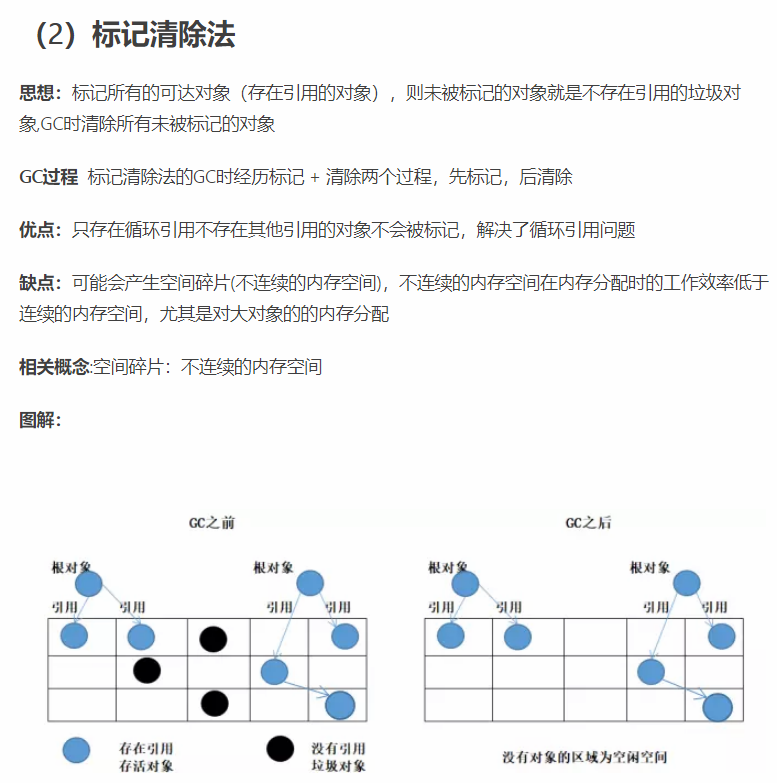 （2）标记清除法
思想：标记所有的可达对象（存在引用的对象），则未被标记的对象就是不存在引用的垃圾对
象,GC时清除所有未被标记的对象
GC过程 标记清除法的GC时经历标记 + 清除两个过程，先标记，后清除
优点：只存在循环引用不存在其他引用的对象不会被标记，解决了循环引用问题
缺点：可能会产生空间碎片(不连续的内存空间)，不连续的内存空间在内存分配时的工作效率低于
连续的内存空间，尤其是对大对象的的内存分配
相关概念:空间碎片：不连续的内存空间
图解：
GC之前 GC之后
根对象 根对象 根对象 根对象
引用 引用 引用 引用 引用 引用 引用 引用
存在引用 没有引用
存活对象 垃圾对象
没有对象的区域为空闲空间